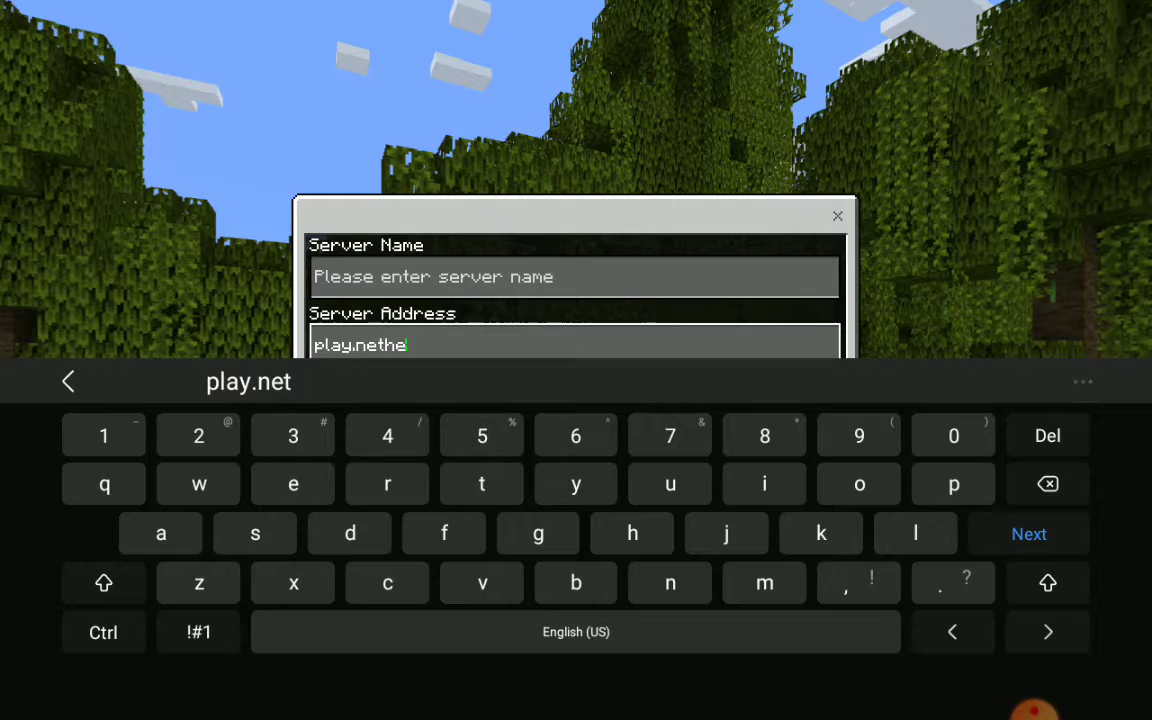 Server Name
Please enter server name
Server Address
play.nethe
play.net
1 - 2 @ 3 # 4 / 5 % 6 ^ 7 & 8 * 9 ( 0 ) Del
q w e r t y u i o p
a s d f g h j k l Next
z x c v b n m , ! . ?
Ctrl !#1 English (US) < >